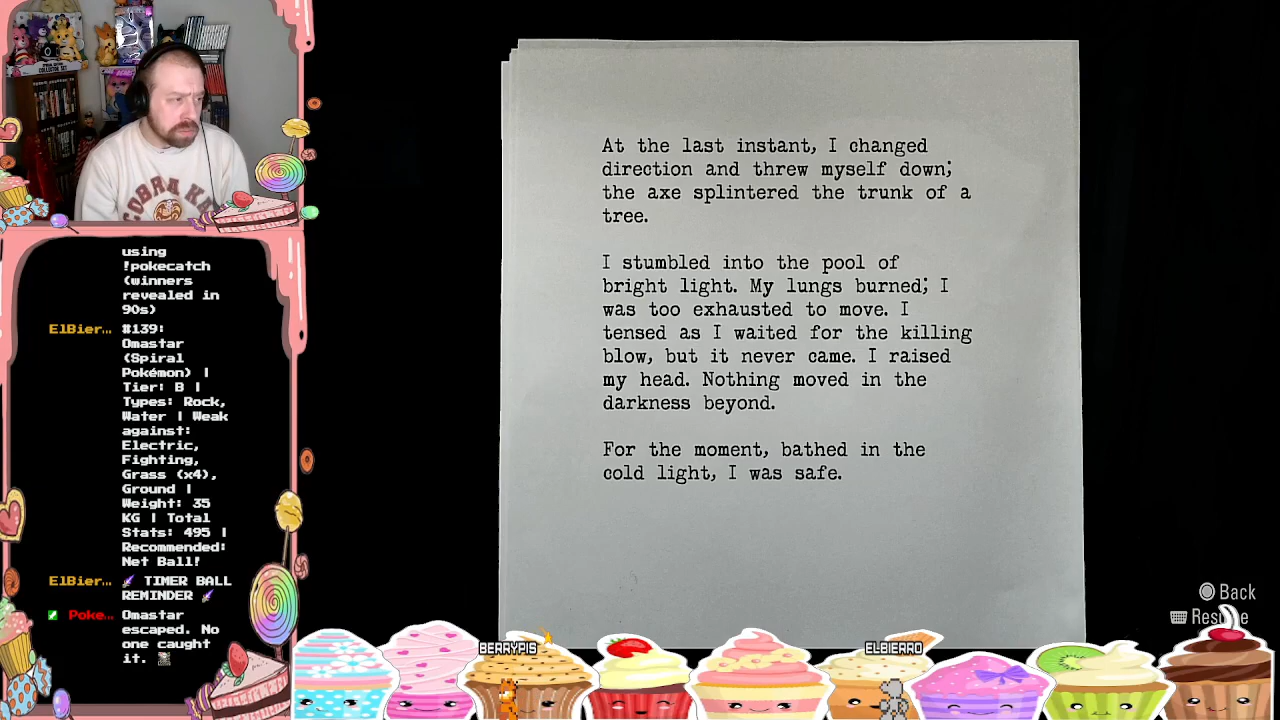 COBRA K
using
!pokecatch
(winners
revealed in
90s)
ElBier… #139:
Omastar
(Spiral
Pokémon) |
Tier: B |
Types: Rock,
Water | Weak
against:
Electric,
Fighting,
Grass (x4),
Ground |
Weight: 35
KG | Total
Stats: 495 |
Recommended:
Net Ball!
ElBier… TIMER BALL
REMINDER
Poke… Omastar
escaped. No
one caught
it.
At the last instant, I changed
direction and threw myself down;
the axe splintered the trunk of a
tree.
I stumbled into the pool of
bright light. My lungs burned; I
was too exhausted to move. I
tensed as I waited for the killing
blow, but it never came. I raised
my head. Nothing moved in the
darkness beyond.
For the moment, bathed in the
cold light, I was safe.
Back
BERRYPIS
ELBIERRO